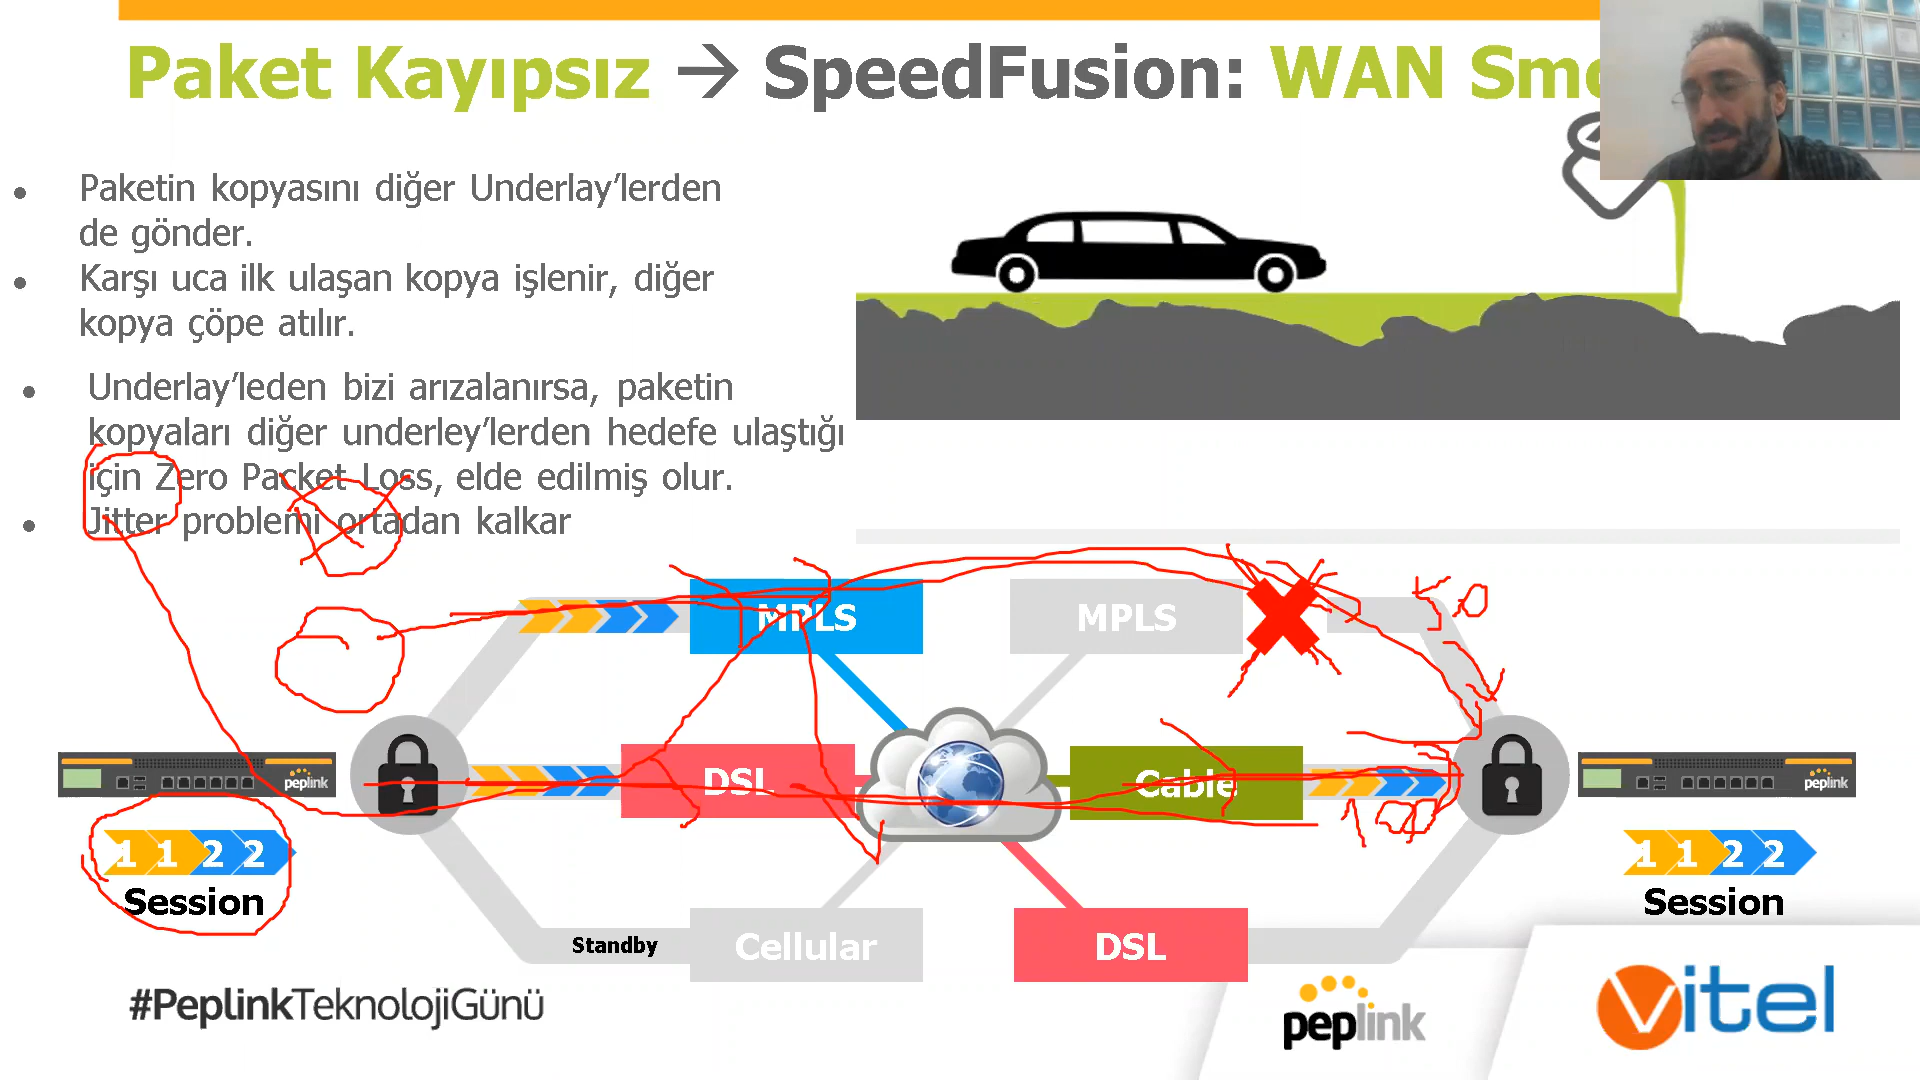 Paket Kayıpsız → SpeedFusion: WAN Smo
Paketin kopyasını diğer Underlay’lerden
de gönder.
Karşı uca ilk ulaşan kopya işlenir, diğer
kopya çöpe atılır.
Underlay’leden bizi arızalanırsa, paketin
kopyaları diğer underley’lerden hedefe ulaştığı
için Zero Packet Loss, elde edilmiş olur.
Jitter problemi ortadan kalkar
MPLS
MPLS
peplink
DSL
Cable
peplink
1 1 2 2
Session
1 1 2 2
Session
Standby
Cellular
DSL
#PeplinkTeknolojiGünü
peplink
vitel